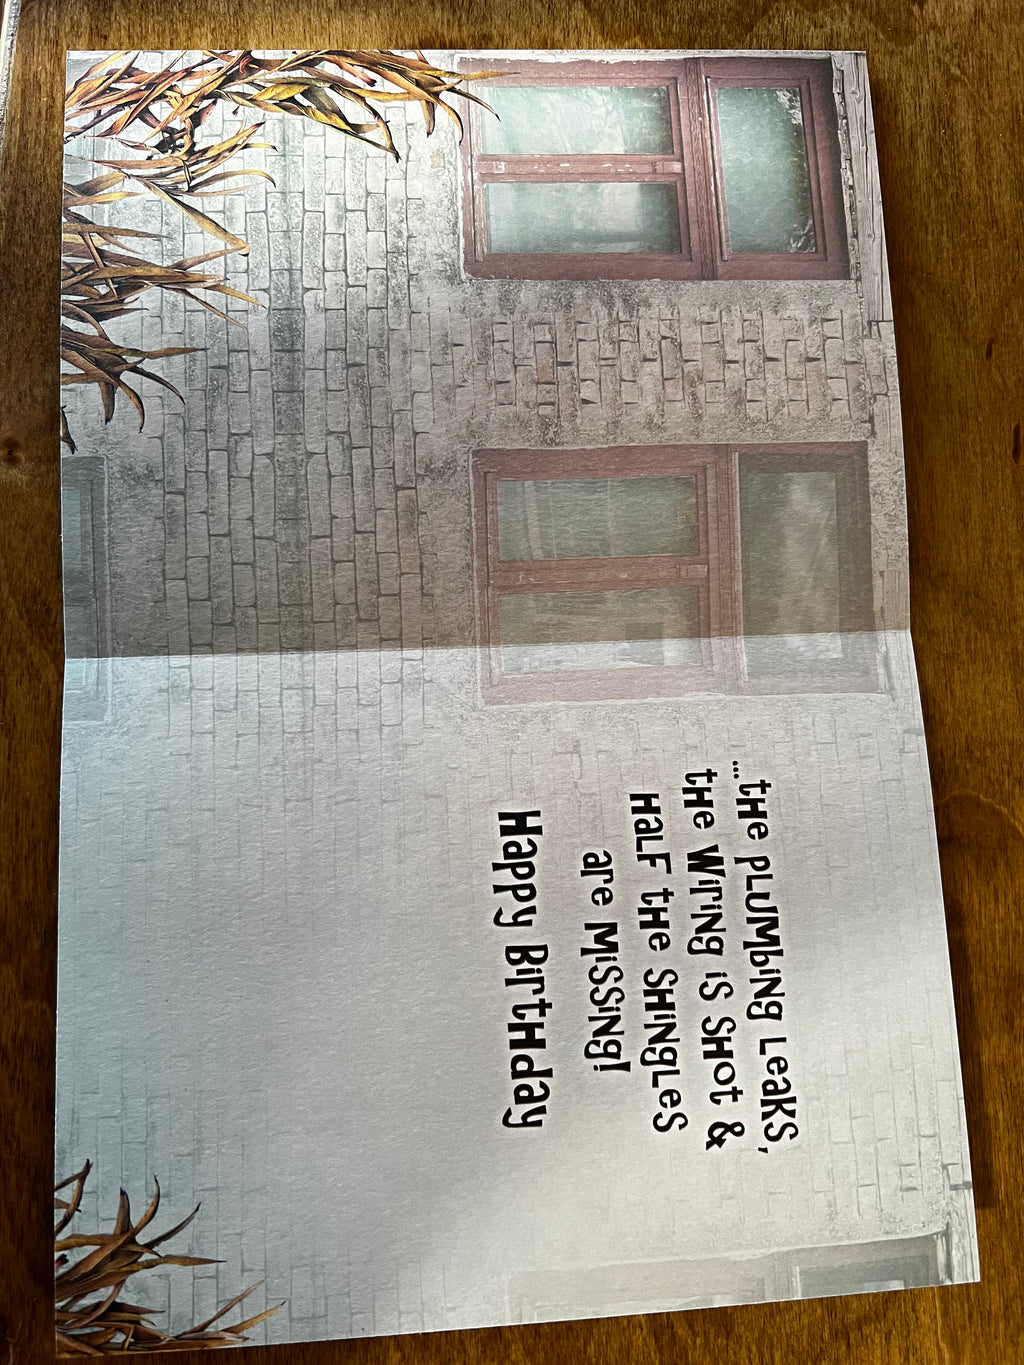 ...the PLUMbiNg LeaKS,
tHe WiriNg iS SHot &
HaLF tHe SHiNgLeS
are MiSSiNg!
Happy BirtHday